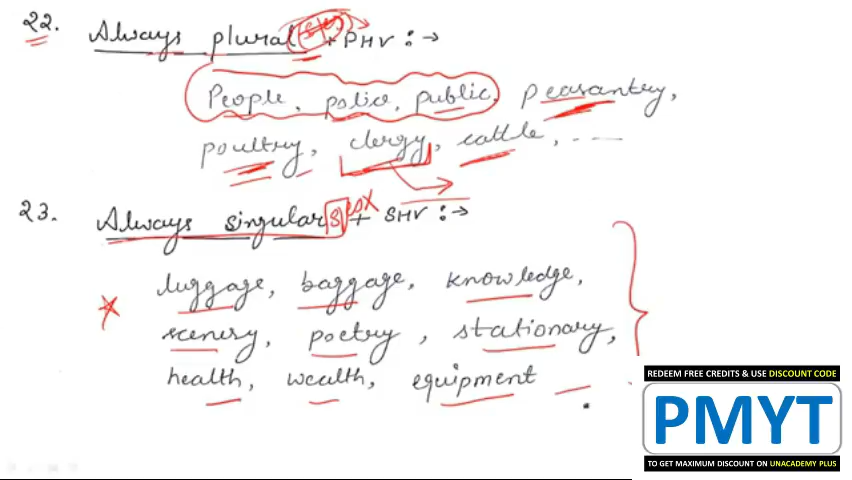 22. Always plural + PHV :→
People, police, public, peasantry,
poultry, clergy, cattle, ...
23. Always singular + SHV :→
luggage, baggage, knowledge,
scenery, poetry, stationary,
health, wealth, equipment
REDEEM FREE CREDITS & USE DISCOUNT CODE
PMYT
TO GET MAXIMUM DISCOUNT ON UNACADEMY PLUS